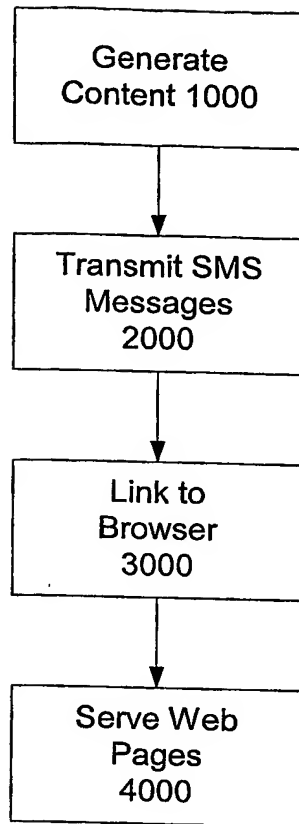 Generate
Content 1000
Transmit SMS
Messages
2000
Link to
Browser
3000
Serve Web
Pages
4000